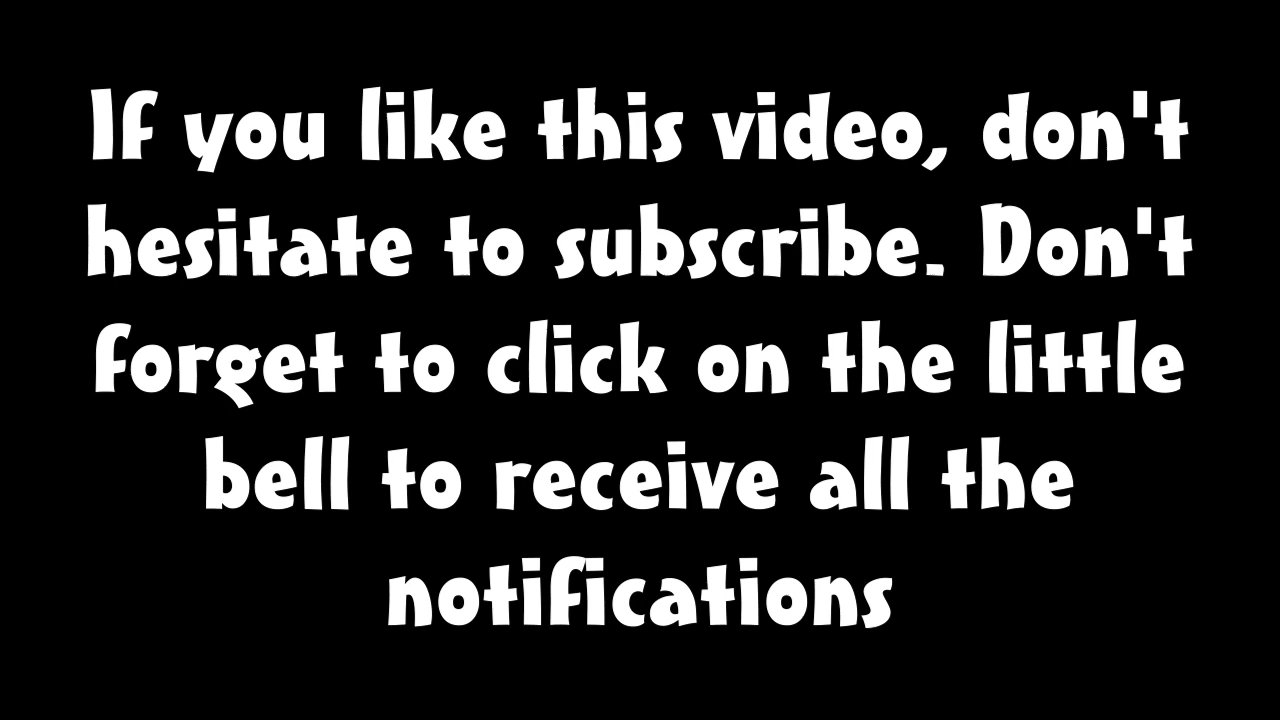 If you like this video, don't
hesitate to subscribe. Don't
forget to click on the little
bell to receive all the
notifications